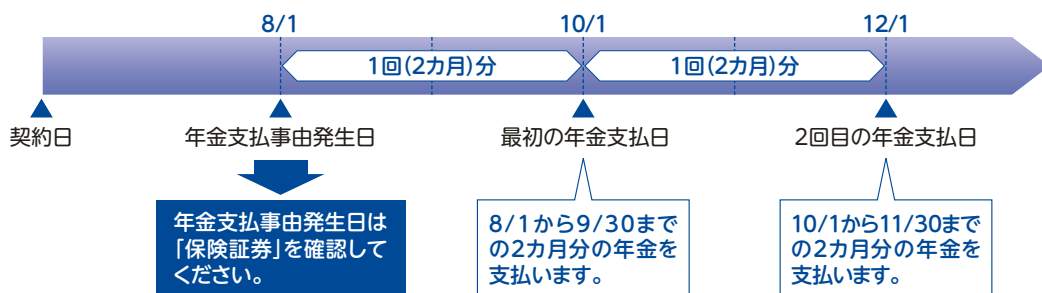 8/1
10/1
12/1
1回(2カ月)分
1回(2カ月)分
契約日
年金支払事由発生日
最初の年金支払日
2回目の年金支払日
年金支払事由発生日は
「保険証券」を確認して
ください。
8/1から9/30まで
の2カ月分の年金を
支払います。
10/1から11/30まで
の2カ月分の年金を
支払います。